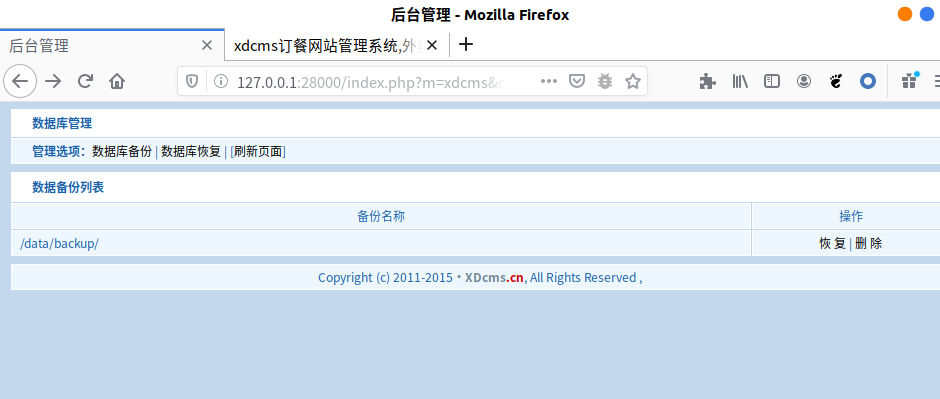 后台管理 - Mozilla Firefox
后台管理
xdcms订餐网站管理系统,外
127.0.0.1:28000/index.php?m=xdcms&c
数据库管理
管理选项：数据库备份 | 数据库恢复 | [刷新页面]
数据备份列表
备份名称 操作
/data/backup/ 恢 复 | 删 除
Copyright (c) 2011-2015・XDcms.cn, All Rights Reserved ,